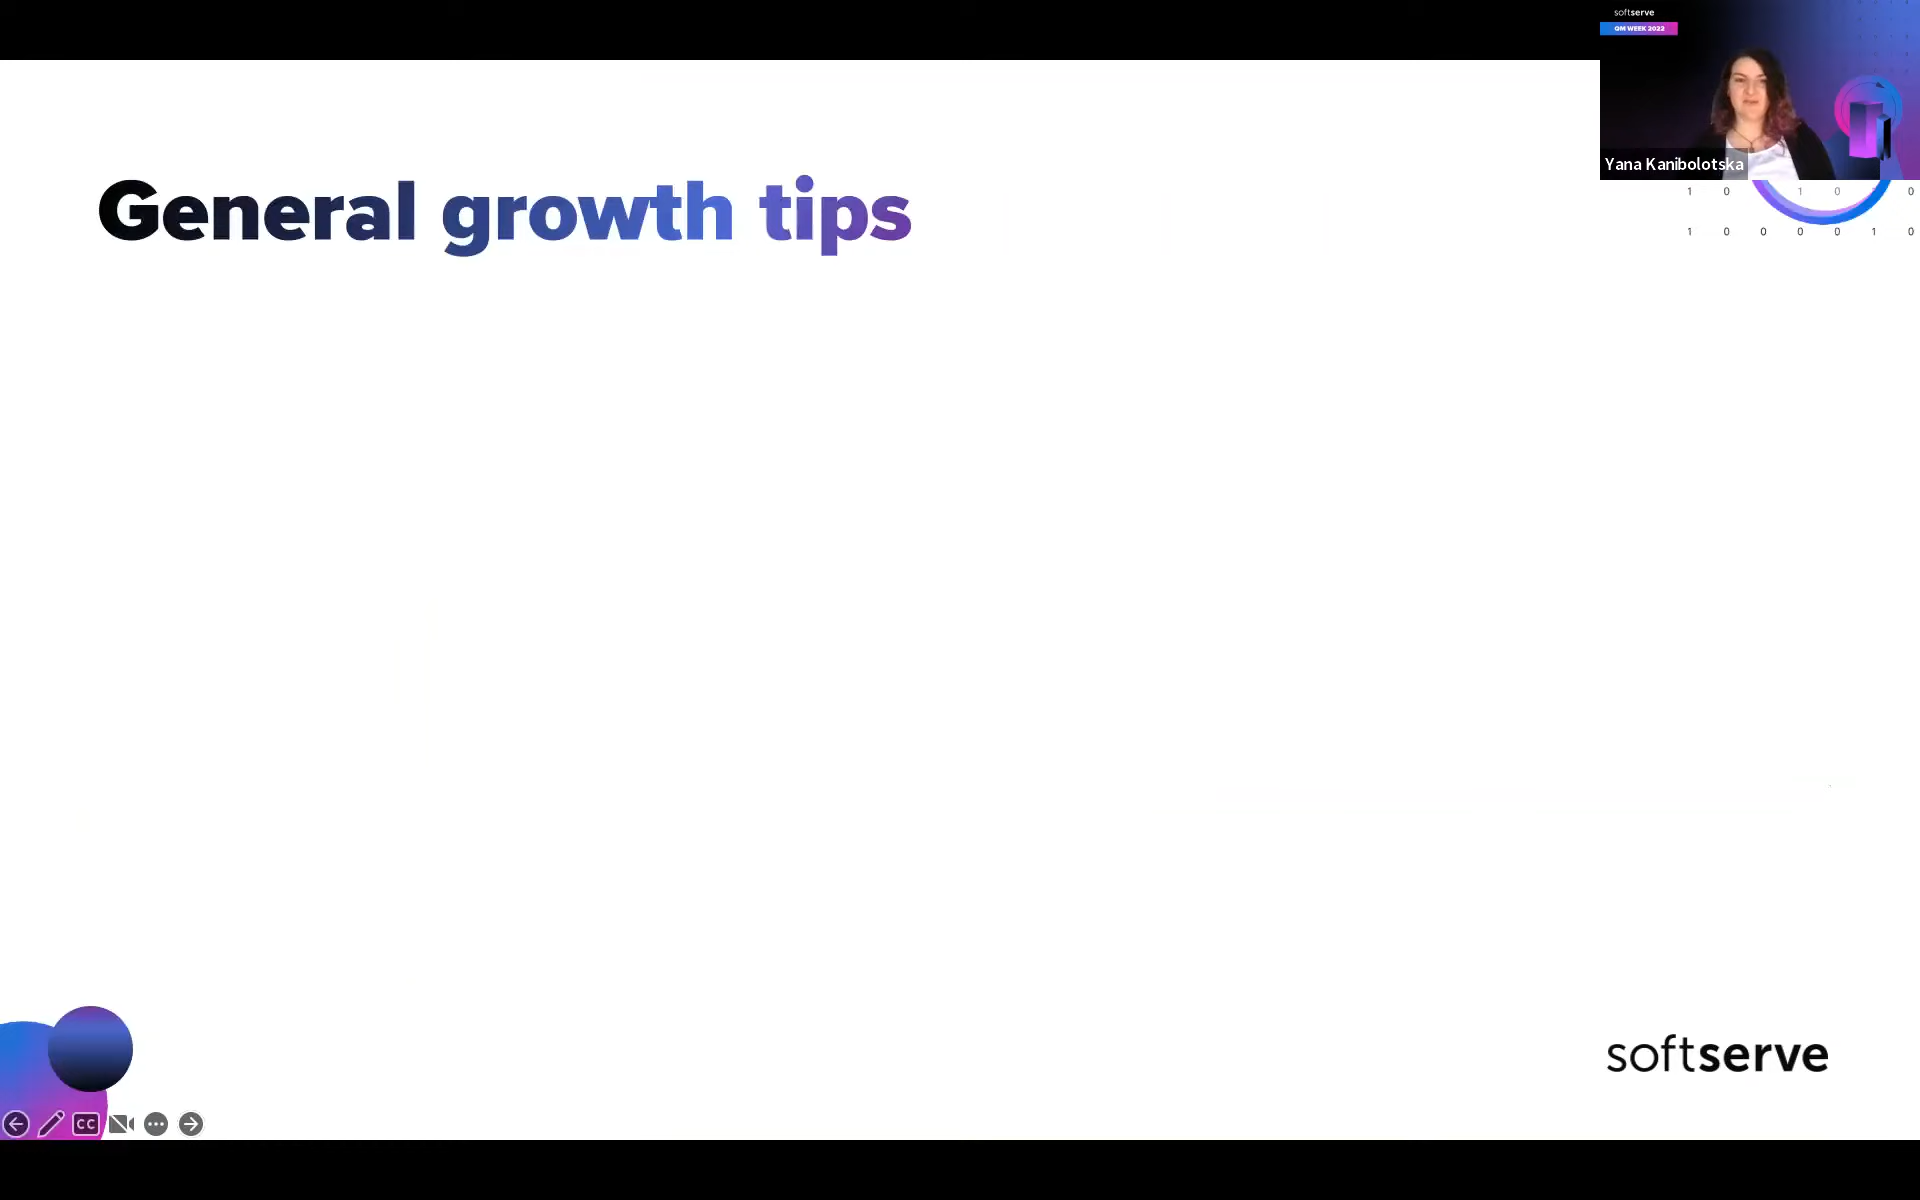 softserve
QM WEEK 2022
Yana Kanibolotska
1 0 1 0 0
1 0 0 0 0 1 0
General growth tips
softserve
CC